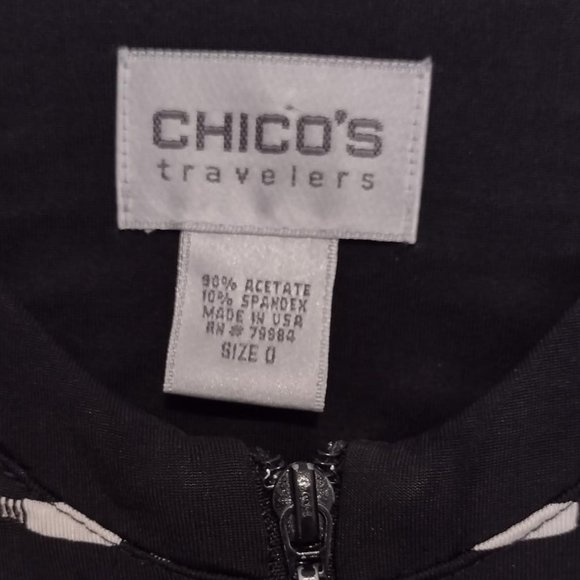 CHICO'S
travelers
90% ACETATE
10% SPANDEX
MADE IN USA
RN# 79984
SIZE 0